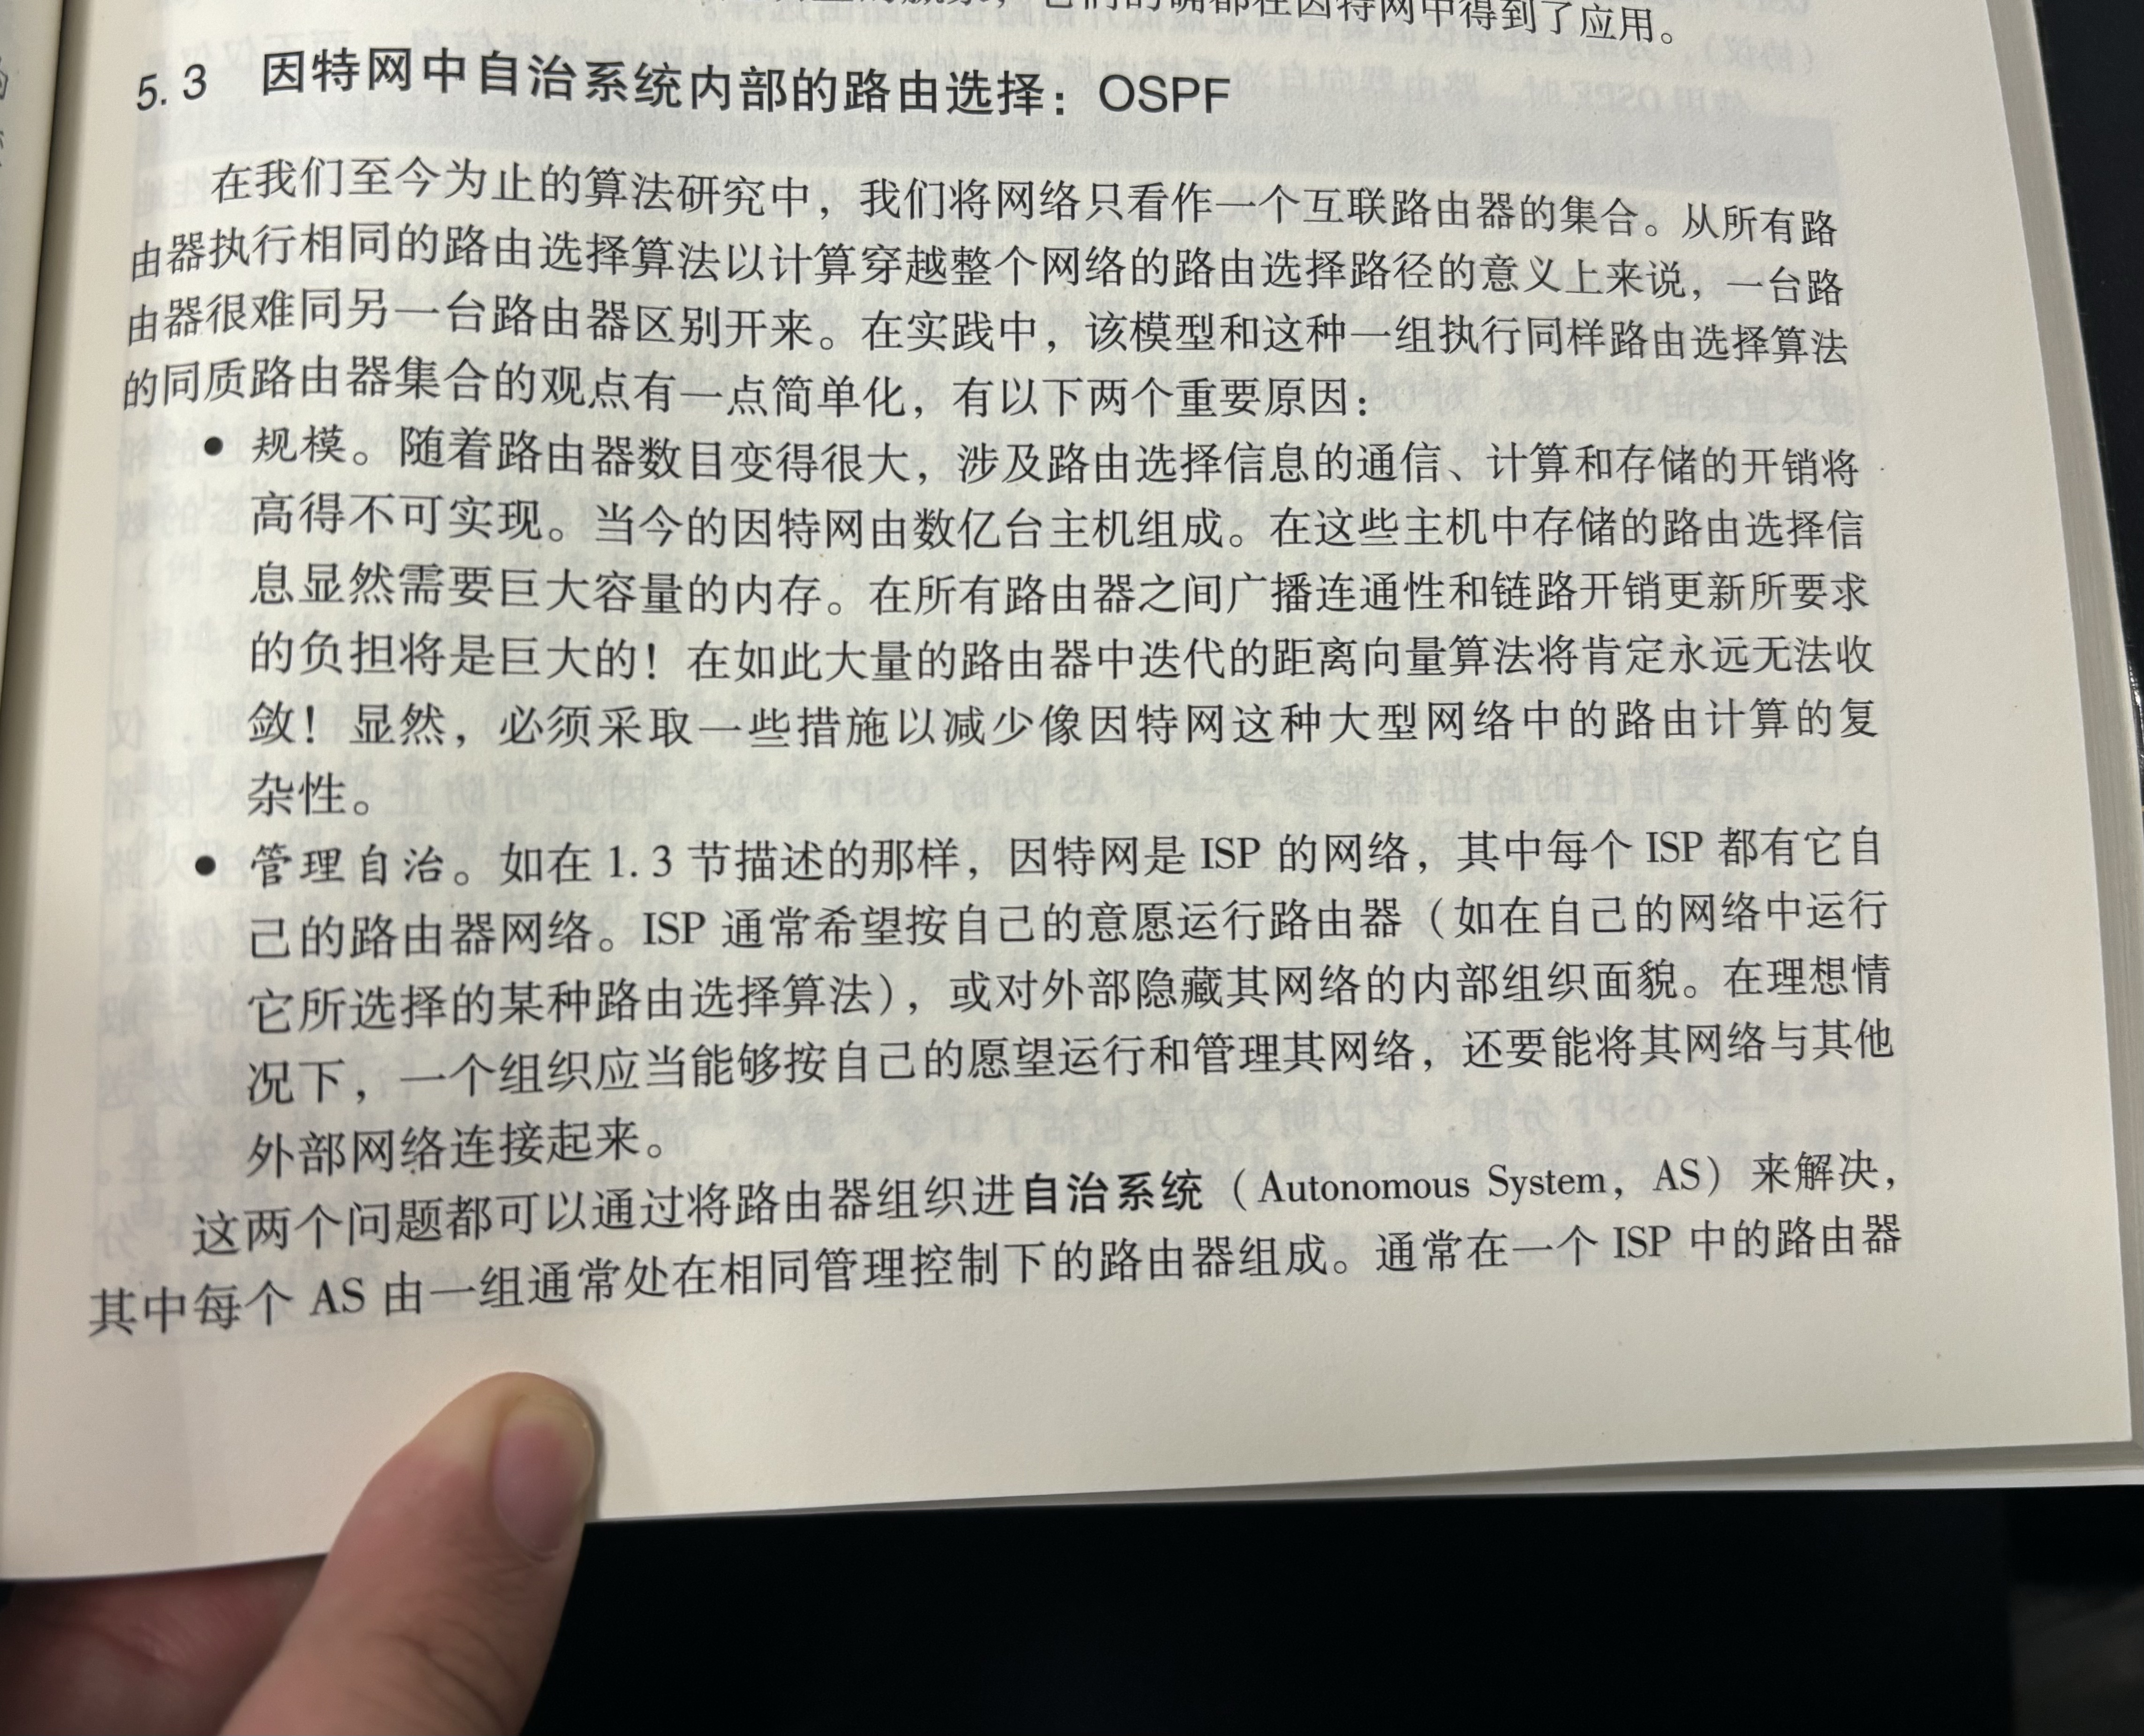 它们的确都在因特网中得到了应用。
5.3 因特网中自治系统内部的路由选择：OSPF
在我们至今为止的算法研究中，我们将网络只看作一个互联路由器的集合。从所有路
由器执行相同的路由选择算法以计算穿越整个网络的路由选择路径的意义上来说，一台路
由器很难同另一台路由器区别开来。在实践中，该模型和这种一组执行同样路由选择算法
的同质路由器集合的观点有一点简单化，有以下两个重要原因：
● 规模。随着路由器数目变得很大，涉及路由选择信息的通信、计算和存储的开销将
高得不可实现。当今的因特网由数亿台主机组成。在这些主机中存储的路由选择信
息显然需要巨大容量的内存。在所有路由器之间广播连通性和链路开销更新所要求
的负担将是巨大的！在如此大量的路由器中迭代的距离向量算法将肯定永远无法收
敛！显然，必须采取一些措施以减少像因特网这种大型网络中的路由计算的复
杂性。
● 管理自治。如在 1.3 节描述的那样，因特网是 ISP 的网络，其中每个 ISP 都有它自
己的路由器网络。ISP 通常希望按自己的意愿运行路由器（如在自己的网络中运行
它所选择的某种路由选择算法），或对外部隐藏其网络的内部组织面貌。在理想情
况下，一个组织应当能够按自己的愿望运行和管理其网络，还要能将其网络与其他
外部网络连接起来。
这两个问题都可以通过将路由器组织进自治系统（Autonomous System，AS）来解决，
其中每个 AS 由一组通常处在相同管理控制下的路由器组成。通常在一个 ISP 中的路由器